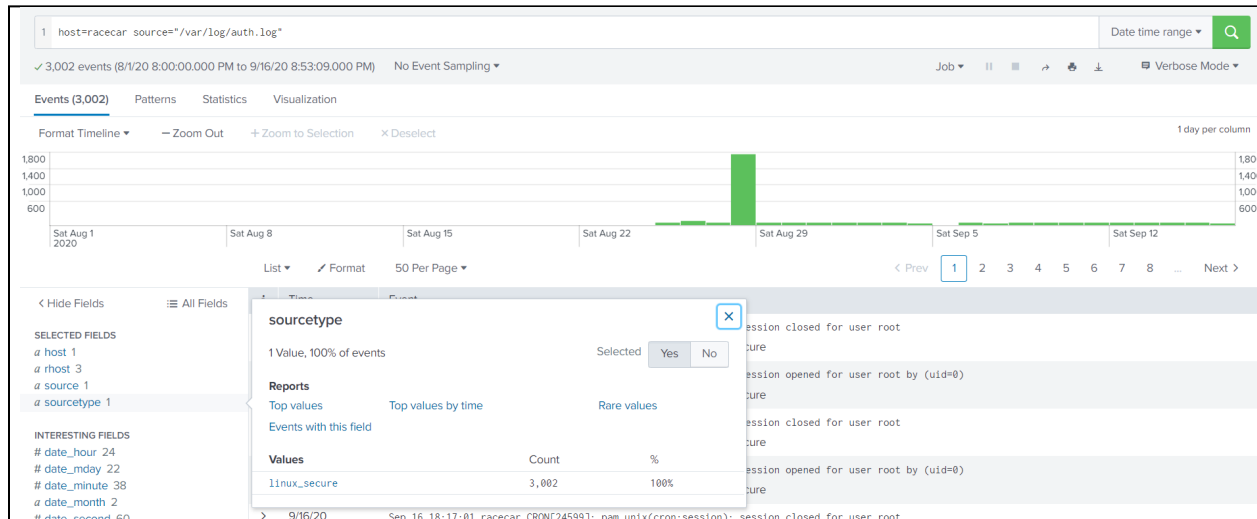 1 host=racecar source="/var/log/auth.log"
Date time range ▾
✓ 3,002 events (8/1/20 8:00:00.000 PM to 9/16/20 8:53:09.000 PM) No Event Sampling ▾
Job ▾ Verbose Mode ▾
Events (3,002) Patterns Statistics Visualization
Format Timeline ▾ — Zoom Out + Zoom to Selection × Deselect
1 day per column
1,800 1,80
1,400 1,40
1,000 1,00
600 600
Sat Aug 1 Sat Aug 8 Sat Aug 15 Sat Aug 22 Sat Aug 29 Sat Sep 5 Sat Sep 12
2020
List ▾ Format 50 Per Page ▾
< Prev 1 2 3 4 5 6 7 8 ... Next >
< Hide Fields All Fields
i Time Event
SELECTED FIELDS
a host 1
a rhost 3
a source 1
a sourcetype 1
INTERESTING FIELDS
# date_hour 24
# date_mday 22
# date_minute 38
a date_month 2
# date_second 60
sourcetype
1 Value, 100% of events
Selected Yes No
Reports
Top values Top values by time Rare values
Events with this field
Values Count %
linux_secure 3,002 100%
ession closed for user root
cure
ession opened for user root by (uid=0)
cure
ession closed for user root
cure
ession opened for user root by (uid=0)
cure
> 9/16/20 Sep 16 18:17:01 racecar CRON[24599]: pam_unix(cron:session): session closed for user root